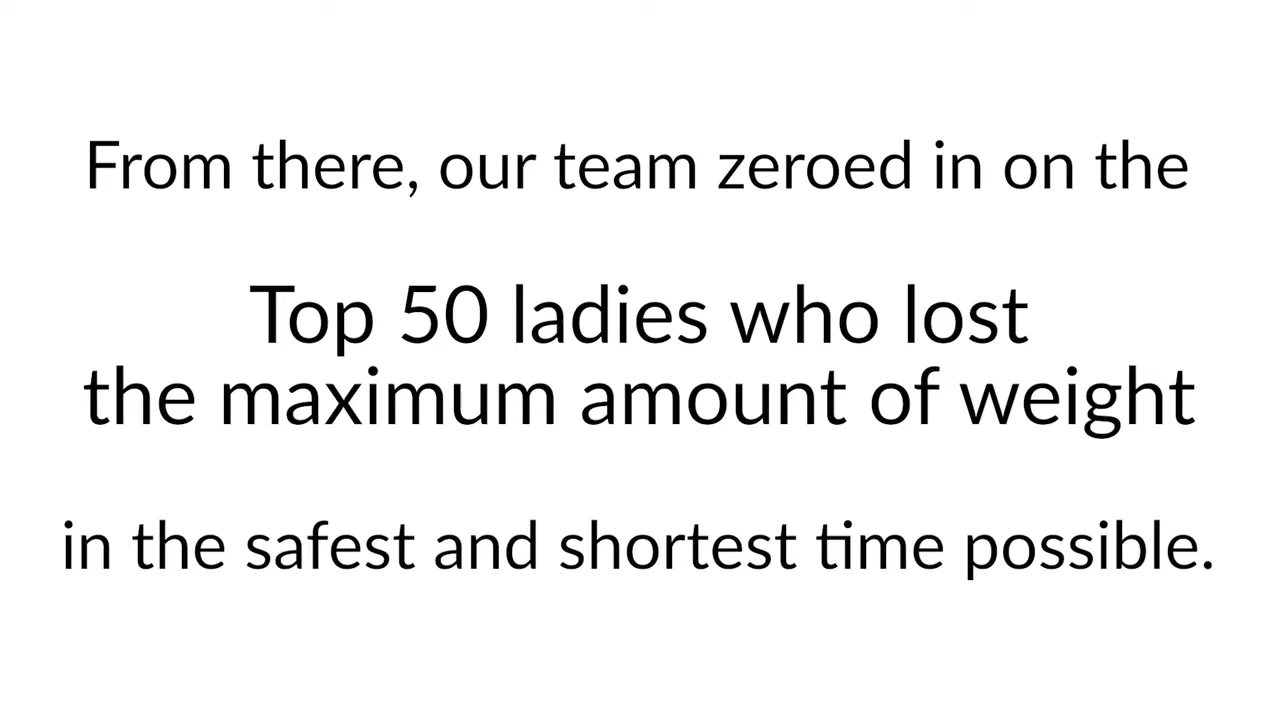 From there, our team zeroed in on the
Top 50 ladies who lost
the maximum amount of weight
in the safest and shortest time possible.